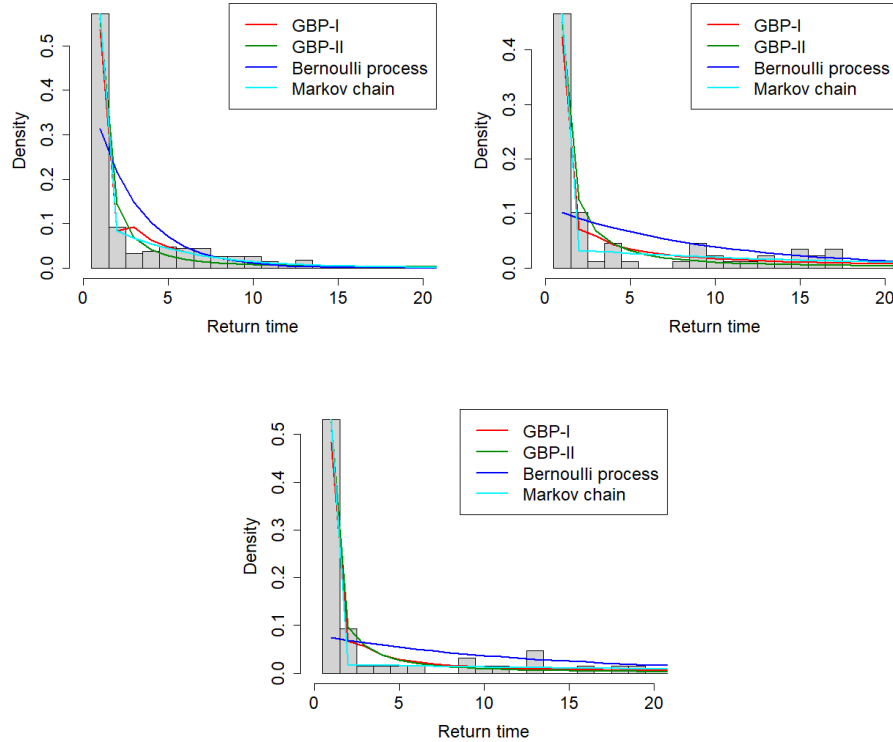 GBP-I
GBP-II
Bernoulli process
Markov chain
Density
0.0 0.1 0.2 0.3 0.4 0.5
0 5 10 15 20
Return time
GBP-I
GBP-II
Bernoulli process
Markov chain
Density
0.0 0.1 0.2 0.3 0.4
0 5 10 15 20
Return time
GBP-I
GBP-II
Bernoulli process
Markov chain
Density
0.0 0.1 0.2 0.3 0.4 0.5
0 5 10 15 20
Return time